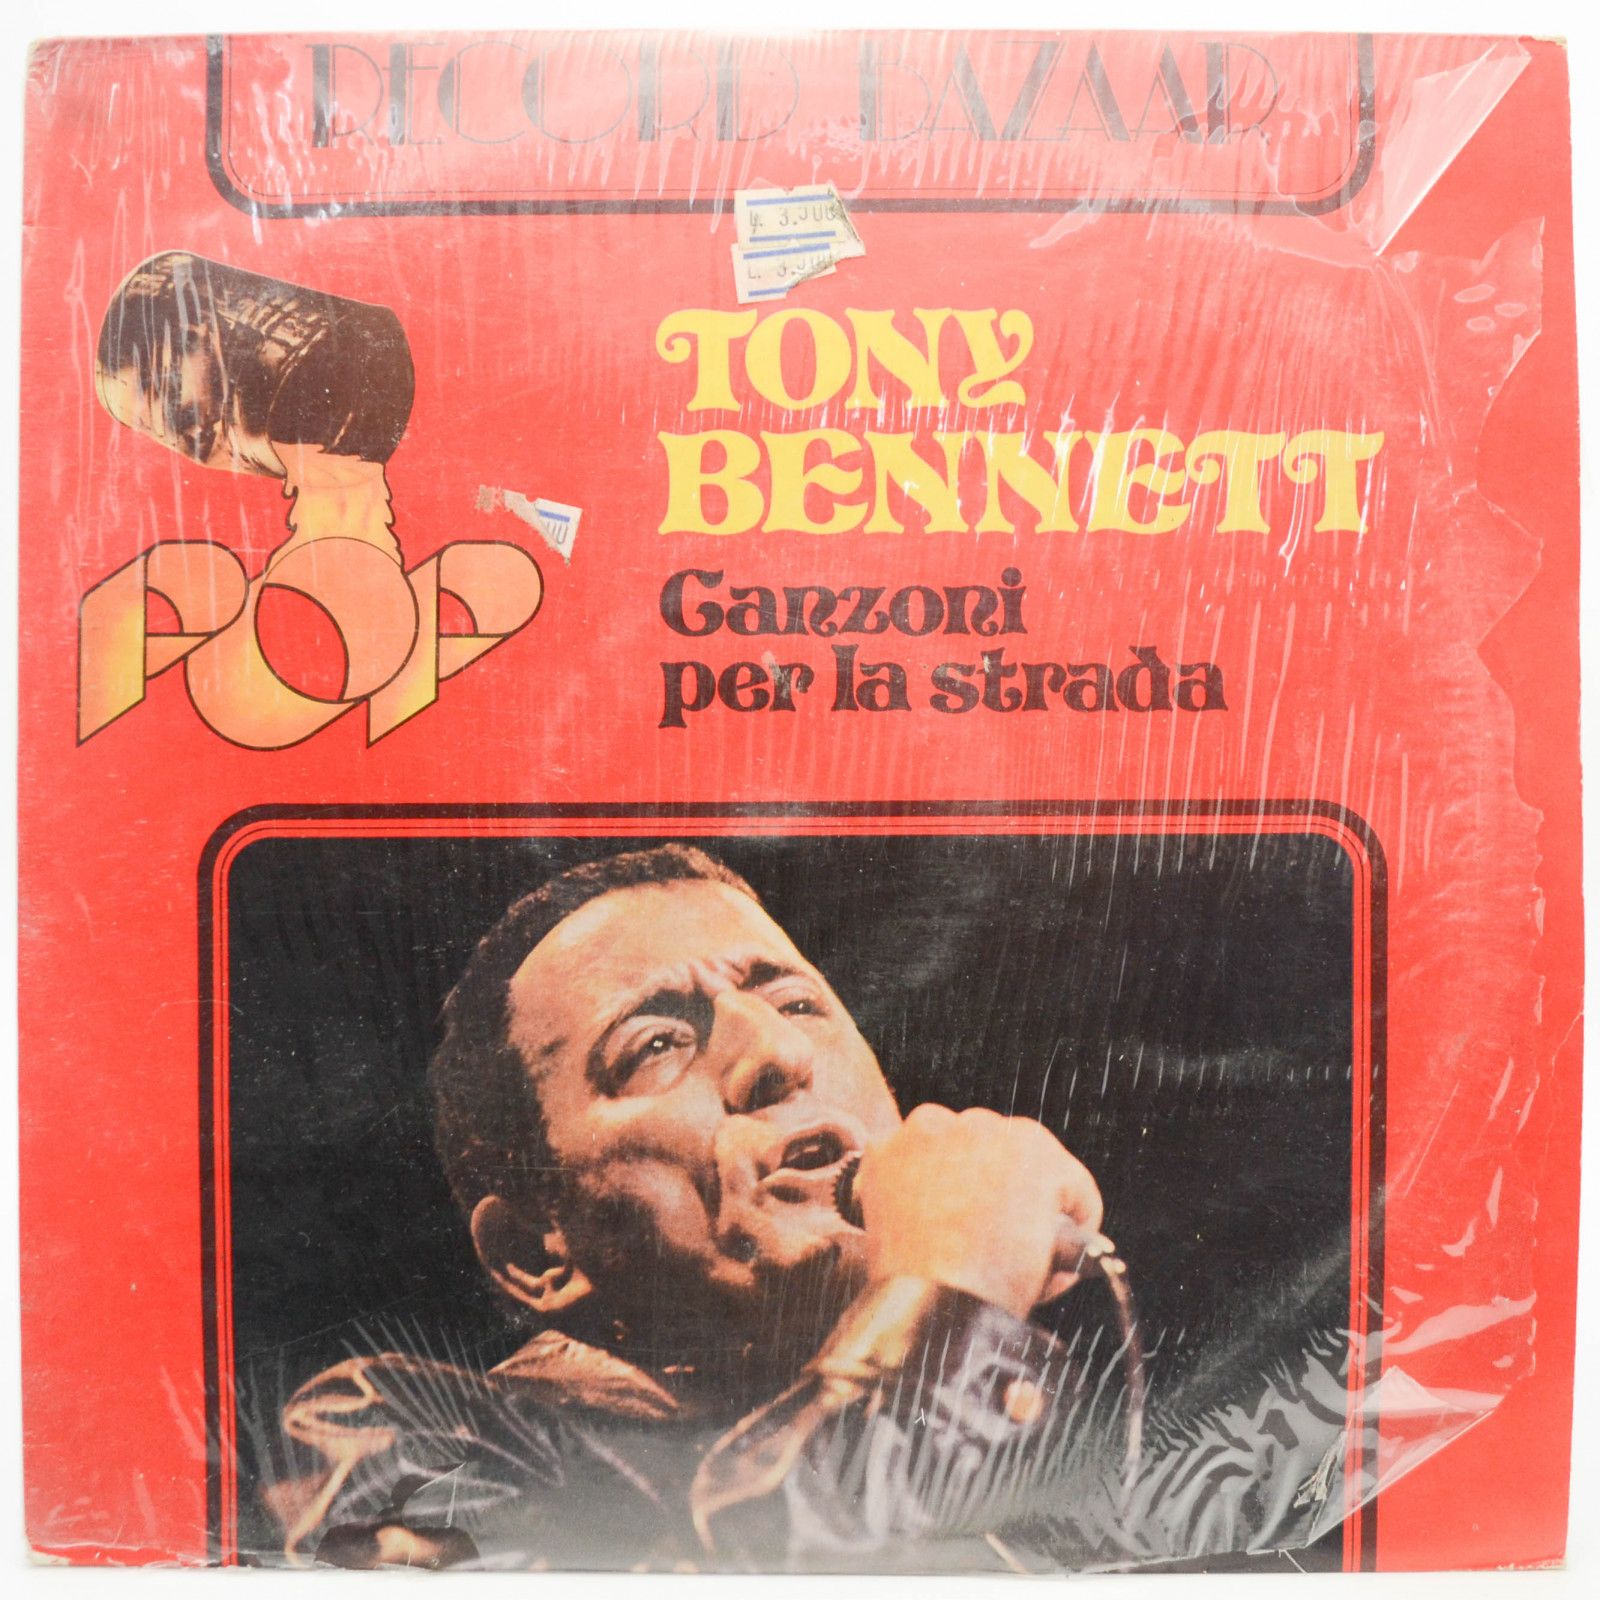 RECORD BAZAAR
TONY
BENNETT
Canzoni
per la strada
POP